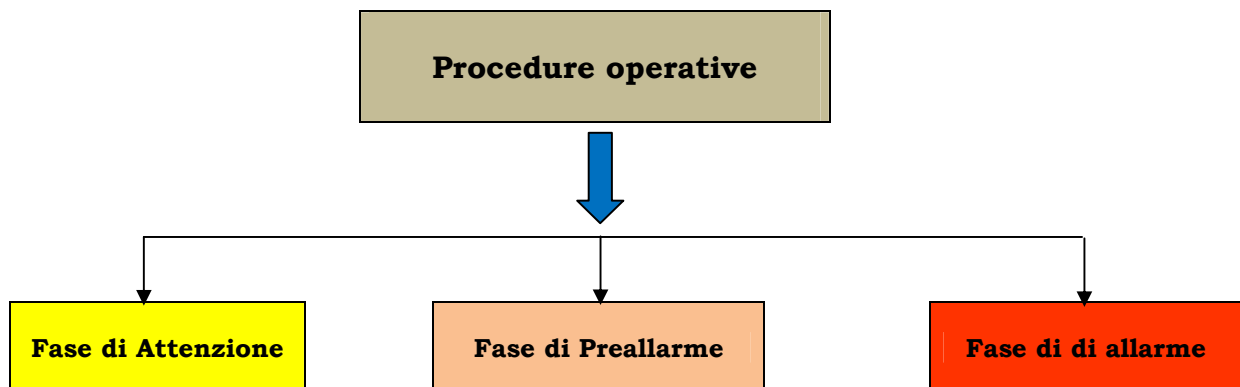 Procedure operative
Fase di Attenzione
Fase di Preallarme
Fase di di allarme